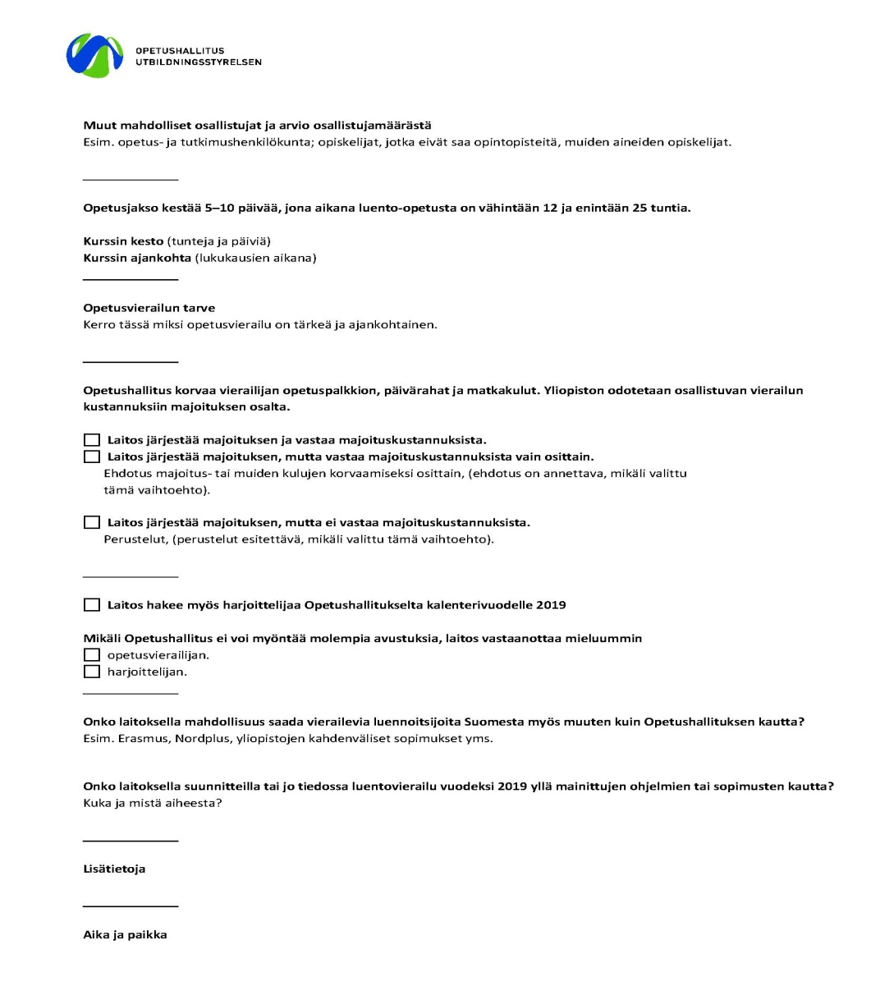 OPETUSHALLITUS
UTBILDNINGSSTYRELSEN
Muut mahdolliset osallistujat ja arvio osallistujamäärästä
Esim. opetus- ja tutkimushenkilökunta; opiskelijat, jotka eivät saa opintopisteitä, muiden aineiden opiskelijat.
Opetusjakso kestää 5–10 päivää, jona aikana luento-opetusta on vähintään 12 ja enintään 25 tuntia.
Kurssin kesto (tunteja ja päiviä)
Kurssin ajankohta (lukukausien aikana)
Opetusvierailun tarve
Kerro tässä miksi opetusvierailu on tärkeä ja ajankohtainen.
Opetushallitus korvaa vierailijan opetuspalkkion, päivärahat ja matkakulut. Yliopiston odotetaan osallistuvan vierailun
kustannuksiin majoituksen osalta.
Laitos järjestää majoituksen ja vastaa majoituskustannuksista.
Laitos järjestää majoituksen, mutta vastaa majoituskustannuksista vain osittain.
Ehdotus majoitus- tai muiden kulujen korvaamiseksi osittain, (ehdotus on annettava, mikäli valittu
tämä vaihtoehto).
Laitos järjestää majoituksen, mutta ei vastaa majoituskustannuksista.
Perustelut, (perustelut esitettävä, mikäli valittu tämä vaihtoehto).
Laitos hakee myös harjoittelijaa Opetushallitukselta kalenterivuodelle 2019
Mikäli Opetushallitus ei voi myöntää molempia avustuksia, laitos vastaanottaa mieluummin
opetusvierailijan.
harjoittelijan.
Onko laitoksella mahdollisuus saada vierailevia luennoitsijoita Suomesta myös muuten kuin Opetushallituksen kautta?
Esim. Erasmus, Nordplus, yliopistojen kahdenväliset sopimukset yms.
Onko laitoksella suunnitteilla tai jo tiedossa luentovierailu vuodeksi 2019 yllä mainittujen ohjelmien tai sopimusten kautta?
Kuka ja mistä aiheesta?
Lisätietoja
Aika ja paikka